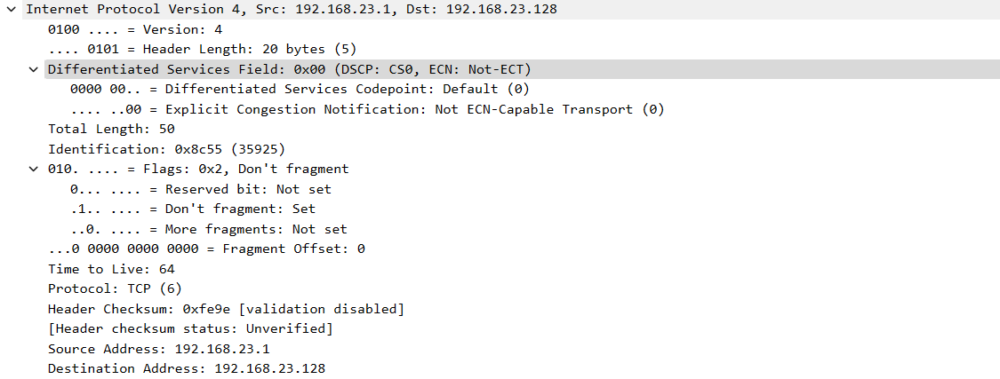 Internet Protocol Version 4, Src: 192.168.23.1, Dst: 192.168.23.128
0100 .... = Version: 4
.... 0101 = Header Length: 20 bytes (5)
Differentiated Services Field: 0x00 (DSCP: CS0, ECN: Not-ECT)
0000 00.. = Differentiated Services Codepoint: Default (0)
.... ..00 = Explicit Congestion Notification: Not ECN-Capable Transport (0)
Total Length: 50
Identification: 0x8c55 (35925)
010. .... = Flags: 0x2, Don't fragment
0... .... = Reserved bit: Not set
.1.. .... = Don't fragment: Set
..0. .... = More fragments: Not set
...0 0000 0000 0000 = Fragment Offset: 0
Time to Live: 64
Protocol: TCP (6)
Header Checksum: 0xfe9e [validation disabled]
[Header checksum status: Unverified]
Source Address: 192.168.23.1
Destination Address: 192.168.23.128